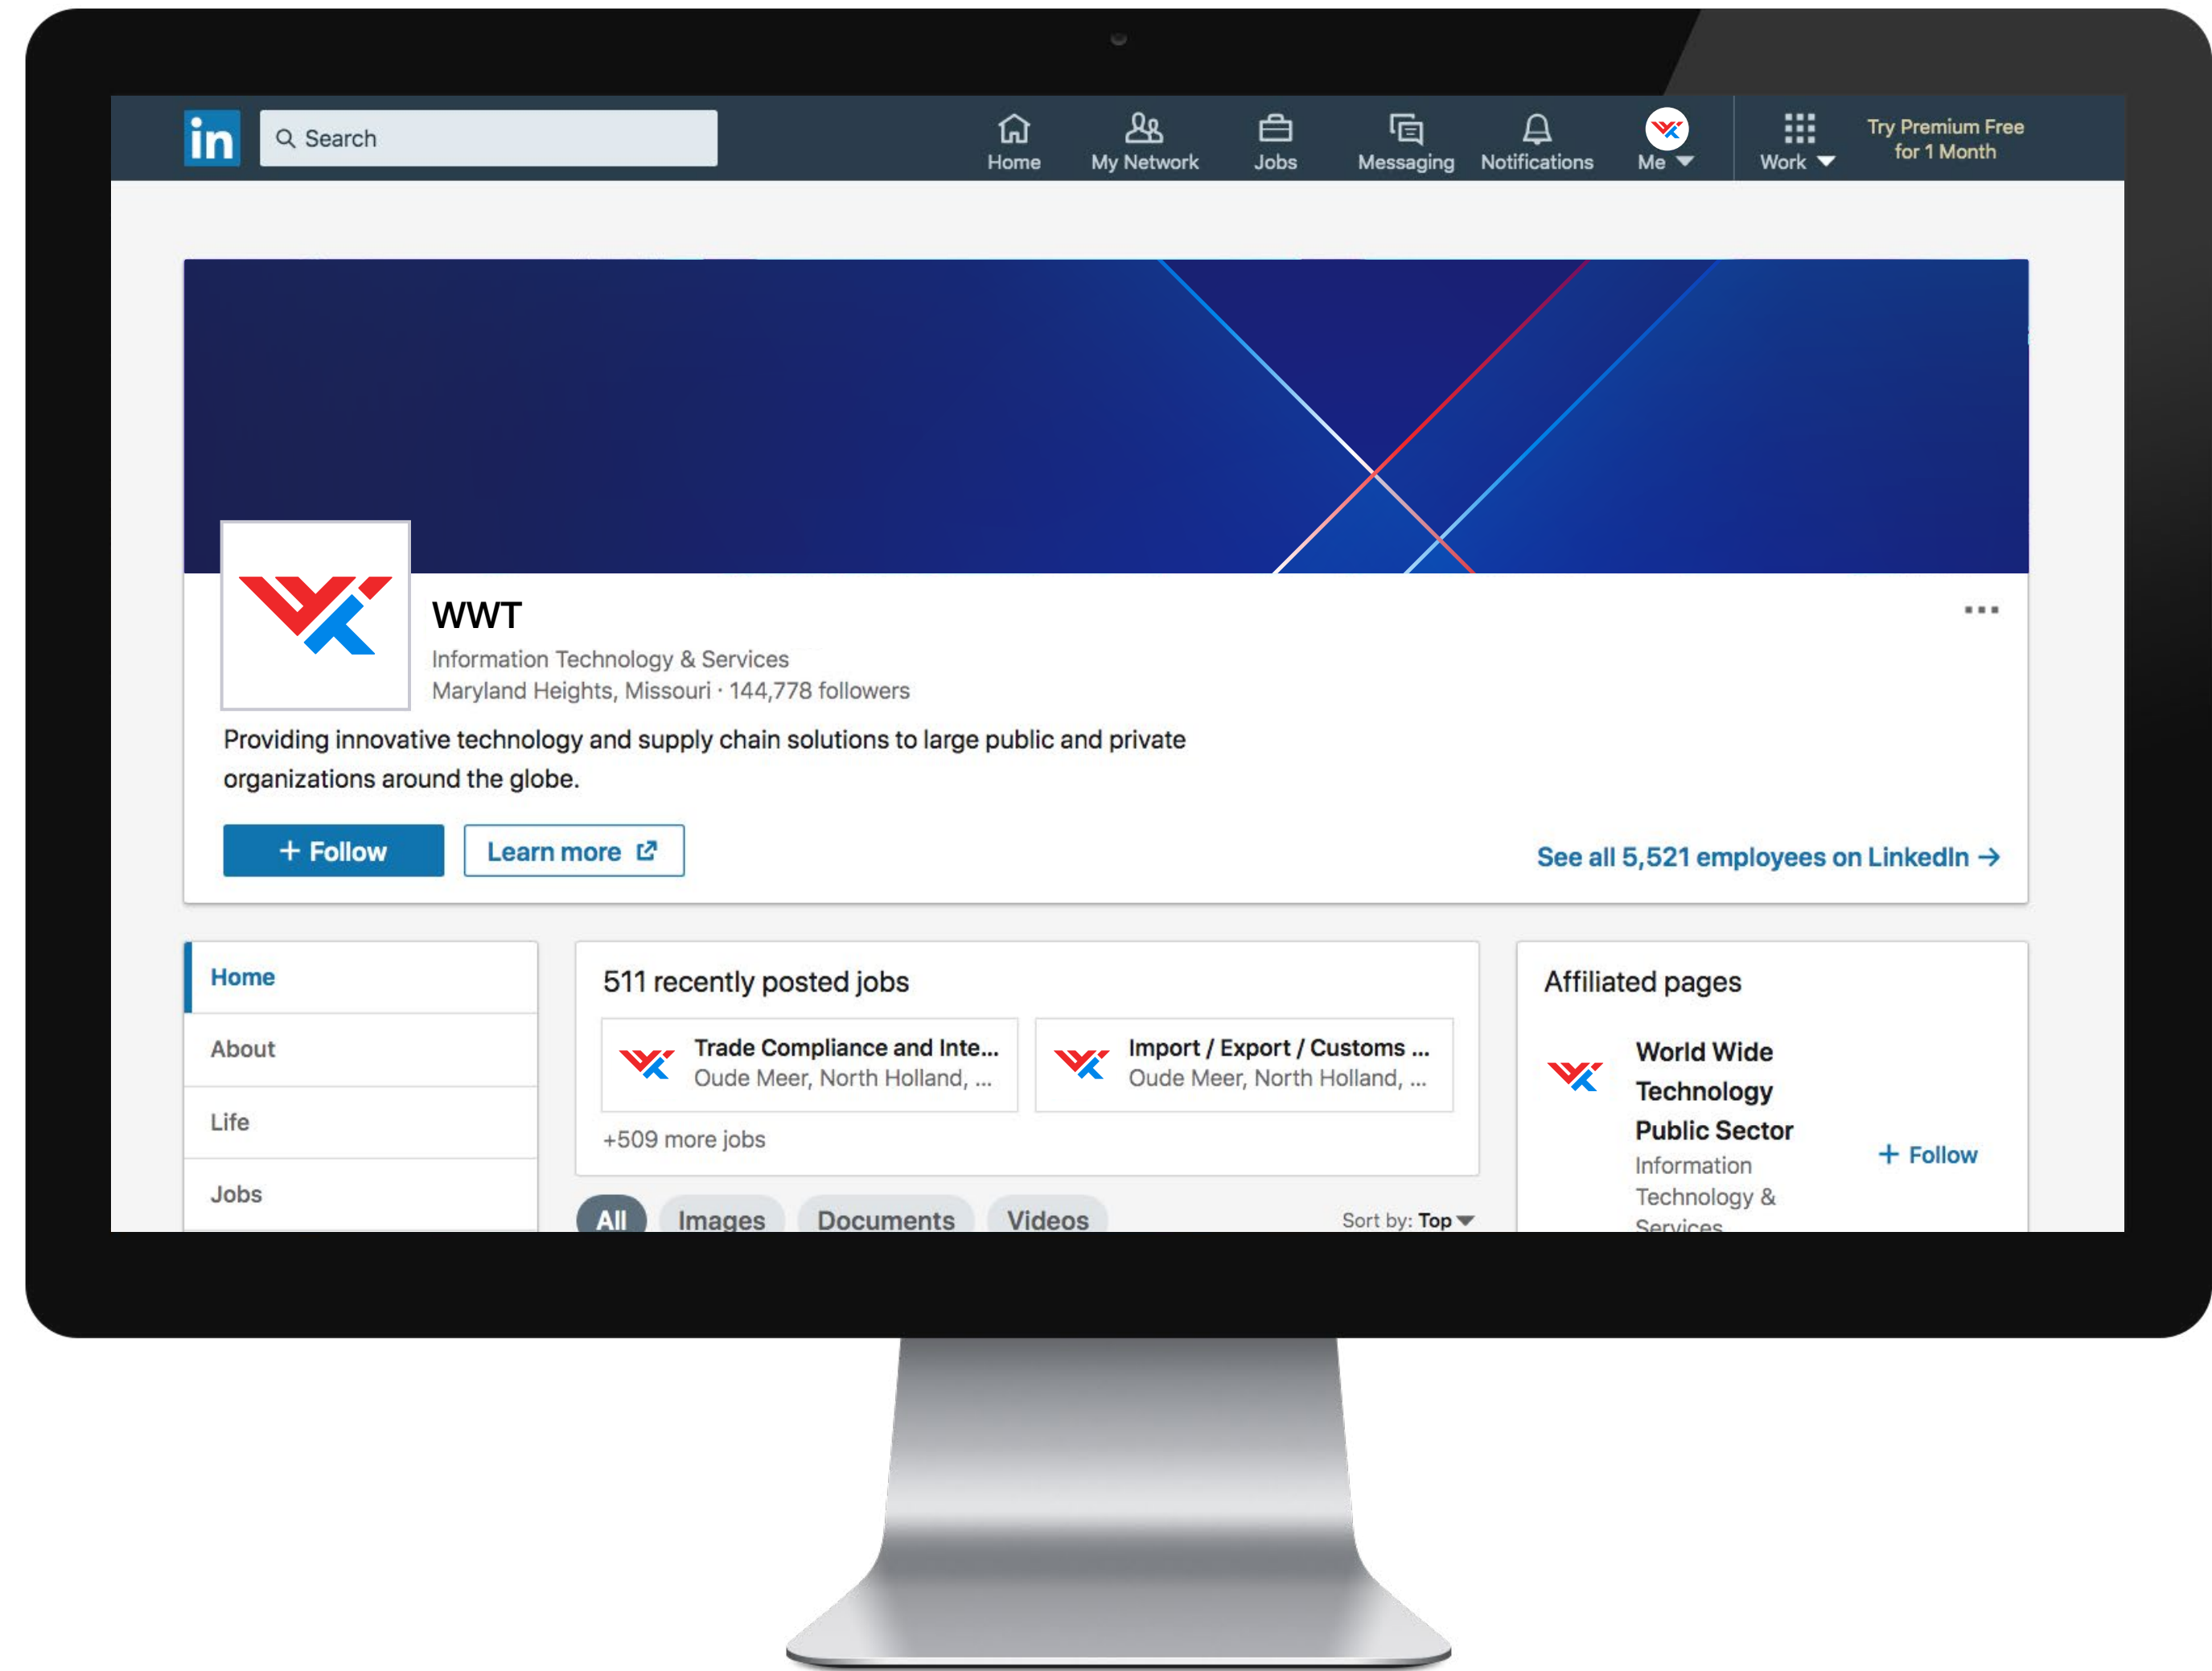 in
Search
Home
My Network
Jobs
Messaging
Notifications
Me
Work
Try Premium Free
for 1 Month
WWT
Information Technology & Services
Maryland Heights, Missouri · 144,778 followers
Providing innovative technology and supply chain solutions to large public and private
organizations around the globe.
+ Follow
Learn more
See all 5,521 employees on LinkedIn →
Home
About
Life
Jobs
511 recently posted jobs
Trade Compliance and Inte...
Oude Meer, North Holland, ...
Import / Export / Customs ...
Oude Meer, North Holland, ...
+509 more jobs
All
Images
Documents
Videos
Sort by: Top
Affiliated pages
World Wide
Technology
Public Sector
Information
Technology &
Services
+ Follow